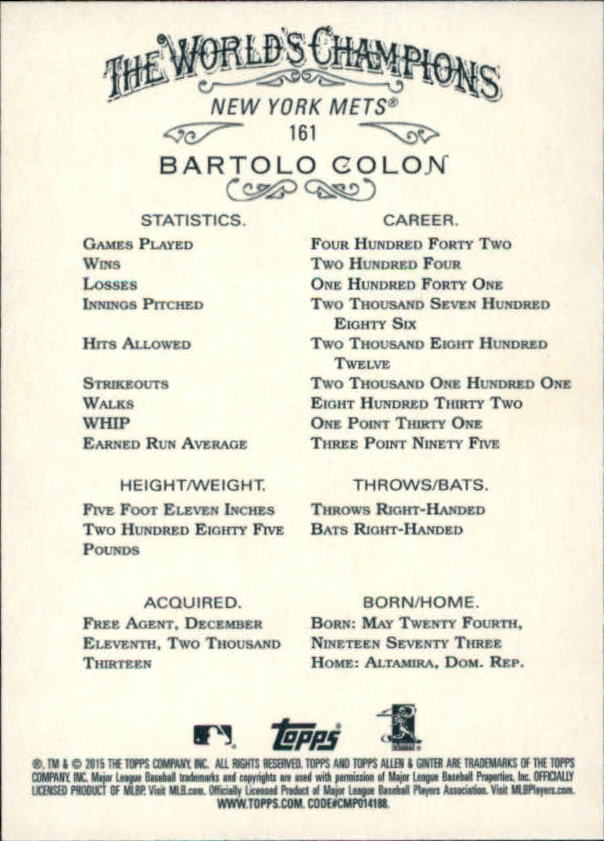 THE WORLD'S CHAMPIONS
NEW YORK METS®
161
BARTOLO COLON
STATISTICS. CAREER.
GAMES PLAYED FOUR HUNDRED FORTY TWO
WINS TWO HUNDRED FOUR
LOSSES ONE HUNDRED FORTY ONE
INNINGS PITCHED TWO THOUSAND SEVEN HUNDRED
EIGHTY SIX
HITS ALLOWED TWO THOUSAND EIGHT HUNDRED
TWELVE
STRIKEOUTS TWO THOUSAND ONE HUNDRED ONE
WALKS EIGHT HUNDRED THIRTY TWO
WHIP ONE POINT THIRTY ONE
EARNED RUN AVERAGE THREE POINT NINETY FIVE
HEIGHT/WEIGHT.
FIVE FOOT ELEVEN INCHES
TWO HUNDRED EIGHTY FIVE
POUNDS
THROWS/BATS.
THROWS RIGHT-HANDED
BATS RIGHT-HANDED
ACQUIRED.
FREE AGENT, DECEMBER
ELEVENTH, TWO THOUSAND
THIRTEEN
BORN/HOME.
BORN: MAY TWENTY FOURTH,
NINETEEN SEVENTY THREE
HOME: ALTAMIRA, DOM. REP.
topps
®, TM & © 2015 THE TOPPS COMPANY, INC. ALL RIGHTS RESERVED. TOPPS AND TOPPS ALLEN & GINTER ARE TRADEMARKS OF THE TOPPS
COMPANY, INC. Major League Baseball trademarks and copyrights are used with permission of Major League Baseball Properties, Inc. OFFICIALLY
LICENSED PRODUCT OF MLBP. Visit MLB.com. Officially Licensed Product of Major League Baseball Players Association. Visit MLBPlayers.com.
WWW.TOPPS.COM. CODE#CMP014188.